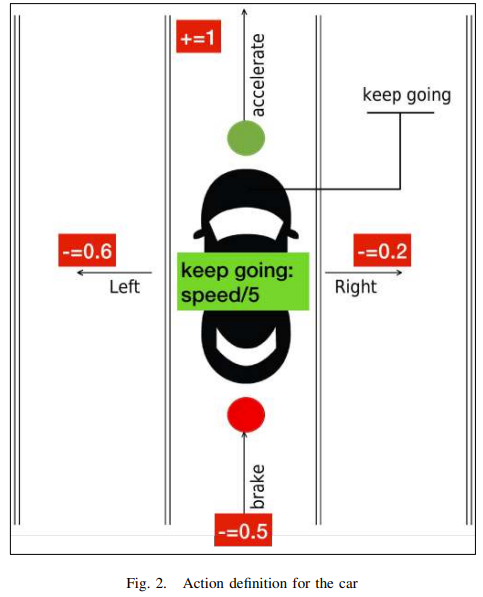 +=1
accelerate
keep going
-=0.6
-=0.2
Left
keep going:
speed/5
Right
brake
-=0.5
Fig. 2. Action definition for the car